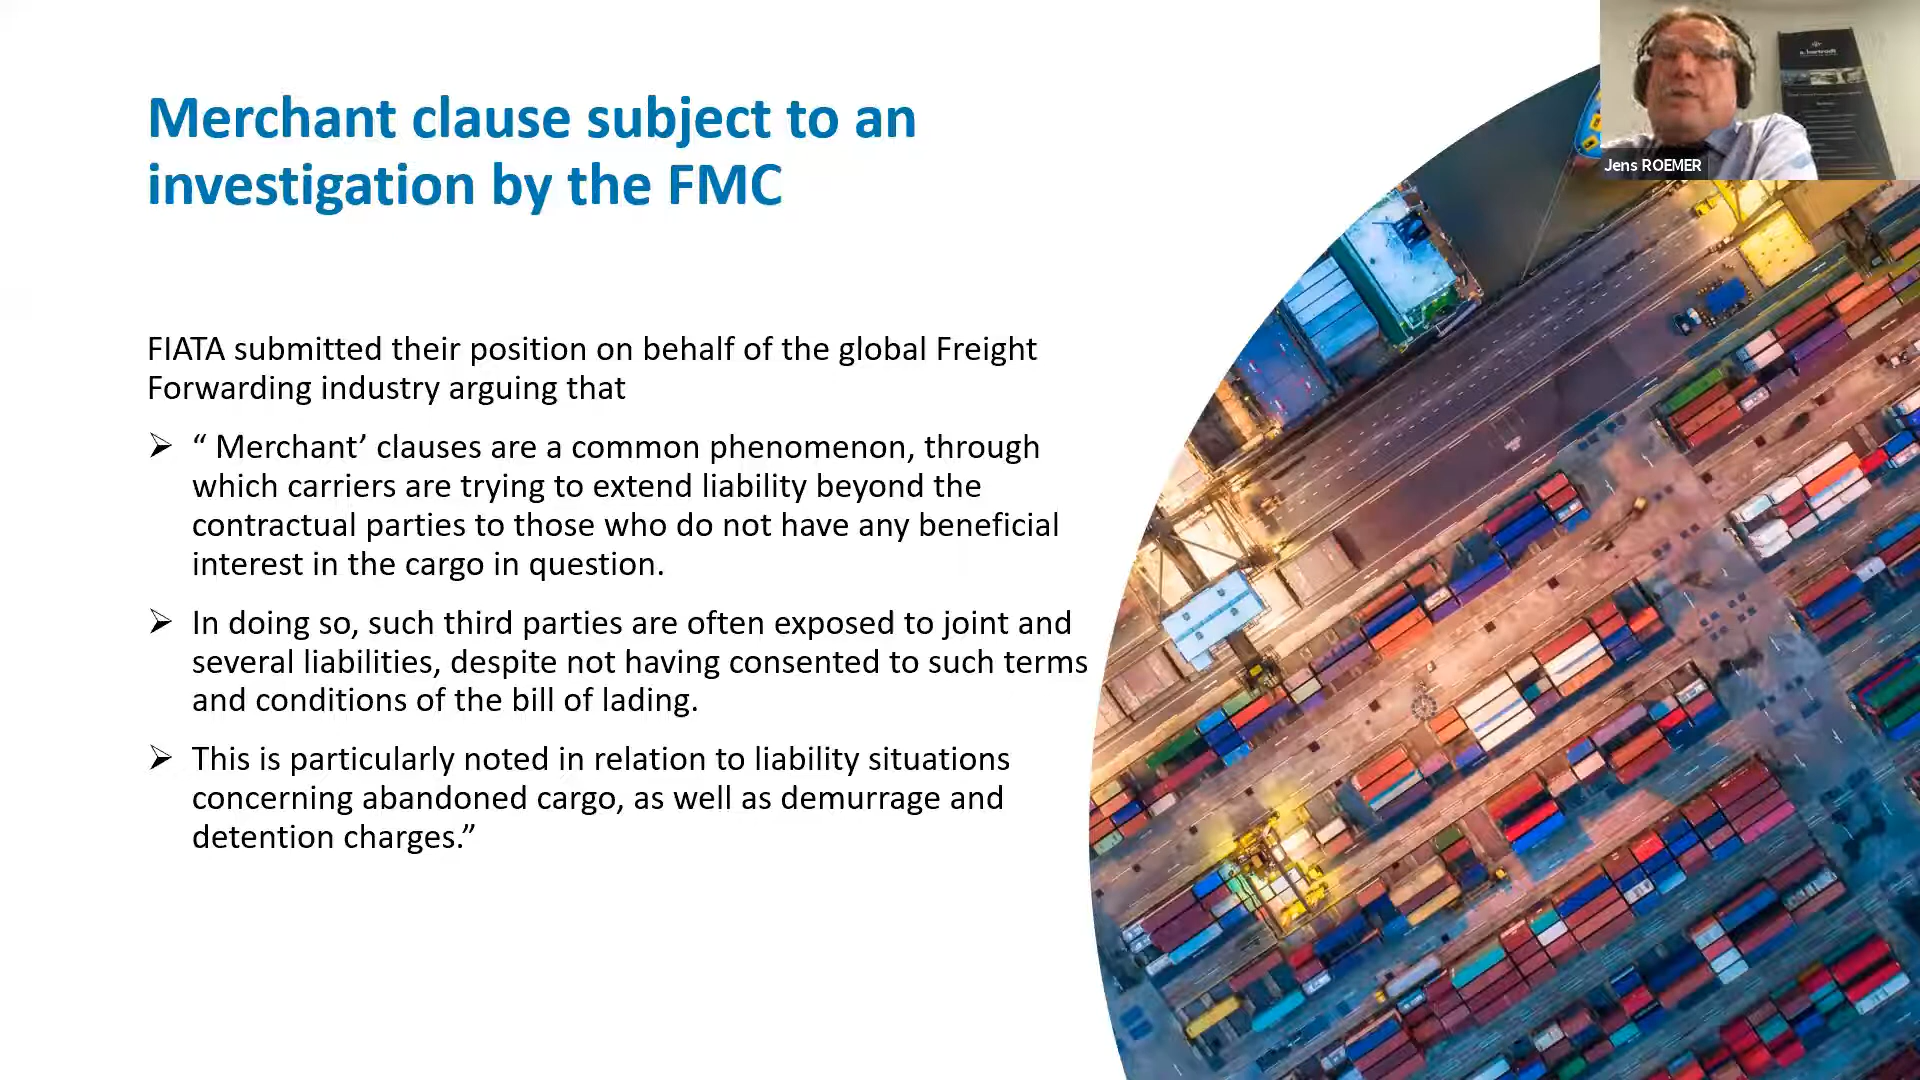 Merchant clause subject to an
investigation by the FMC
FIATA submitted their position on behalf of the global Freight
Forwarding industry arguing that
➢ “ Merchant’ clauses are a common phenomenon, through
which carriers are trying to extend liability beyond the
contractual parties to those who do not have any beneficial
interest in the cargo in question.
➢ In doing so, such third parties are often exposed to joint and
several liabilities, despite not having consented to such terms
and conditions of the bill of lading.
➢ This is particularly noted in relation to liability situations
concerning abandoned cargo, as well as demurrage and
detention charges.”
Jens ROEMER